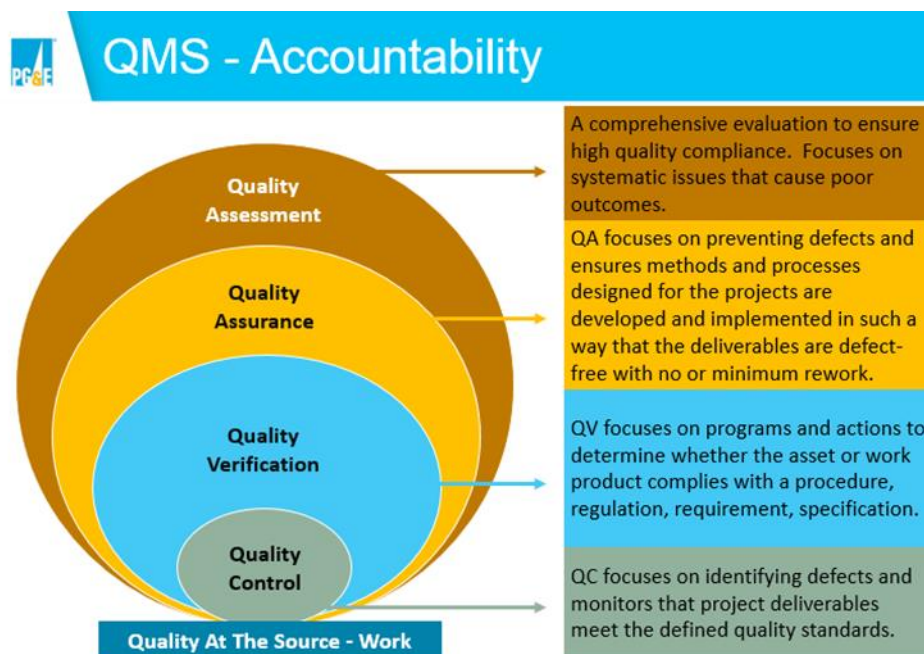 PG&E
QMS - Accountability
Quality
Assessment
Quality
Assurance
Quality
Verification
Quality
Control
Quality At The Source - Work
A comprehensive evaluation to ensure
high quality compliance.  Focuses on
systematic issues that cause poor
outcomes.
QA focuses on preventing defects and
ensures methods and processes
designed for the projects are
developed and implemented in such a
way that the deliverables are defect-
free with no or minimum rework.
QV focuses on programs and actions to
determine whether the asset or work
product complies with a procedure,
regulation, requirement, specification.
QC focuses on identifying defects and
monitors that project deliverables
meet the defined quality standards.